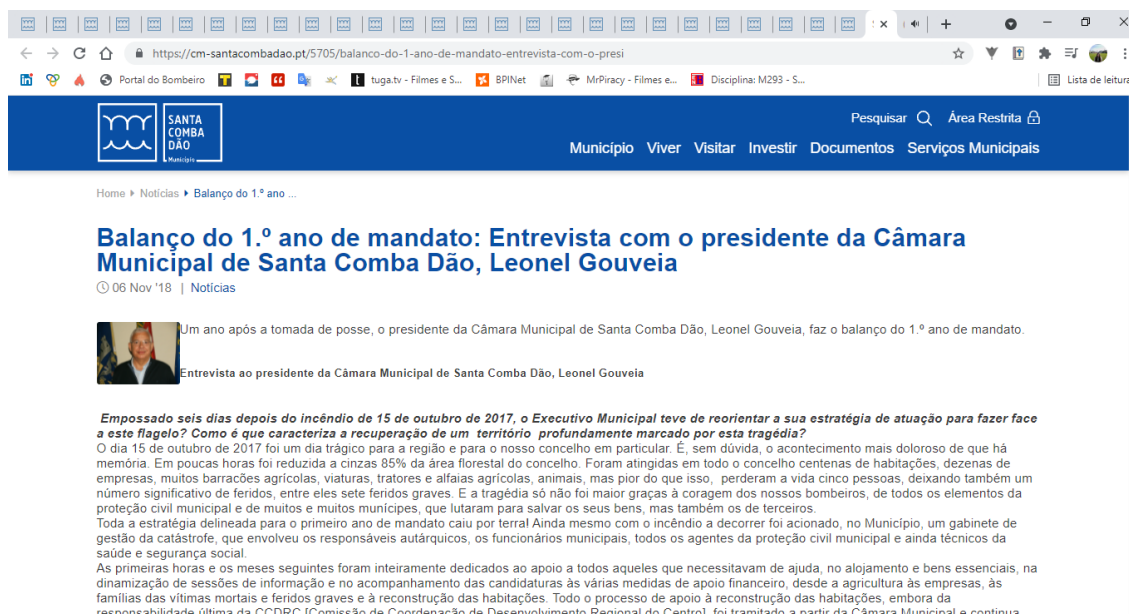 https://cm-santacombadao.pt/5705/balanco-do-1-ano-de-mandato-entrevista-com-o-presi
Portal do Bombeiro
tuga.tv - Filmes e S...
BPINet
MrPiracy - Filmes e...
Disciplina: M293 - S...
Lista de leitura
SANTA
COMBA
DÃO
Município
Pesquisar
Área Restrita
Município Viver Visitar Investir Documentos Serviços Municipais
Home Notícias Balanço do 1.º ano ...
Balanço do 1.º ano de mandato: Entrevista com o presidente da Câmara
Municipal de Santa Comba Dão, Leonel Gouveia
06 Nov '18 | Notícias
Um ano após a tomada de posse, o presidente da Câmara Municipal de Santa Comba Dão, Leonel Gouveia, faz o balanço do 1.º ano de mandato.
Entrevista ao presidente da Câmara Municipal de Santa Comba Dão, Leonel Gouveia
Empossado seis dias depois do incêndio de 15 de outubro de 2017, o Executivo Municipal teve de reorientar a sua estratégia de atuação para fazer face
a este flagelo? Como é que caracteriza a recuperação de um território profundamente marcado por esta tragédia?
O dia 15 de outubro de 2017 foi um dia trágico para a região e para o nosso concelho em particular. É, sem dúvida, o acontecimento mais doloroso de que há
memória. Em poucas horas foi reduzida a cinzas 85% da área florestal do concelho. Foram atingidas em todo o concelho centenas de habitações, dezenas de
empresas, muitos barracões agrícolas, viaturas, tratores e alfaias agrícolas, animais, mas pior do que isso, perderam a vida cinco pessoas, deixando também um
número significativo de feridos, entre eles sete feridos graves. E a tragédia só não foi maior graças à coragem dos nossos bombeiros, de todos os elementos da
proteção civil municipal e de muitos e muitos munícipes, que lutaram para salvar os seus bens, mas também os de terceiros.
Toda a estratégia delineada para o primeiro ano de mandato caiu por terra! Ainda mesmo com o incêndio a decorrer foi acionado, no Município, um gabinete de
gestão da catástrofe, que envolveu os responsáveis autárquicos, os funcionários municipais, todos os agentes da proteção civil municipal e ainda técnicos da
saúde e segurança social.
As primeiras horas e os meses seguintes foram inteiramente dedicados ao apoio a todos aqueles que necessitavam de ajuda, no alojamento e bens essenciais, na
dinamização de sessões de informação e no acompanhamento das candidaturas às várias medidas de apoio financeiro, desde a agricultura às empresas, às
famílias das vítimas mortais e feridos graves e à reconstrução das habitações. Todo o processo de apoio à reconstrução das habitações, embora da
responsabilidade última da CCDRC [Comissão de Coordenação de Desenvolvimento Regional do Centro], foi tramitado a partir da Câmara Municipal e continua